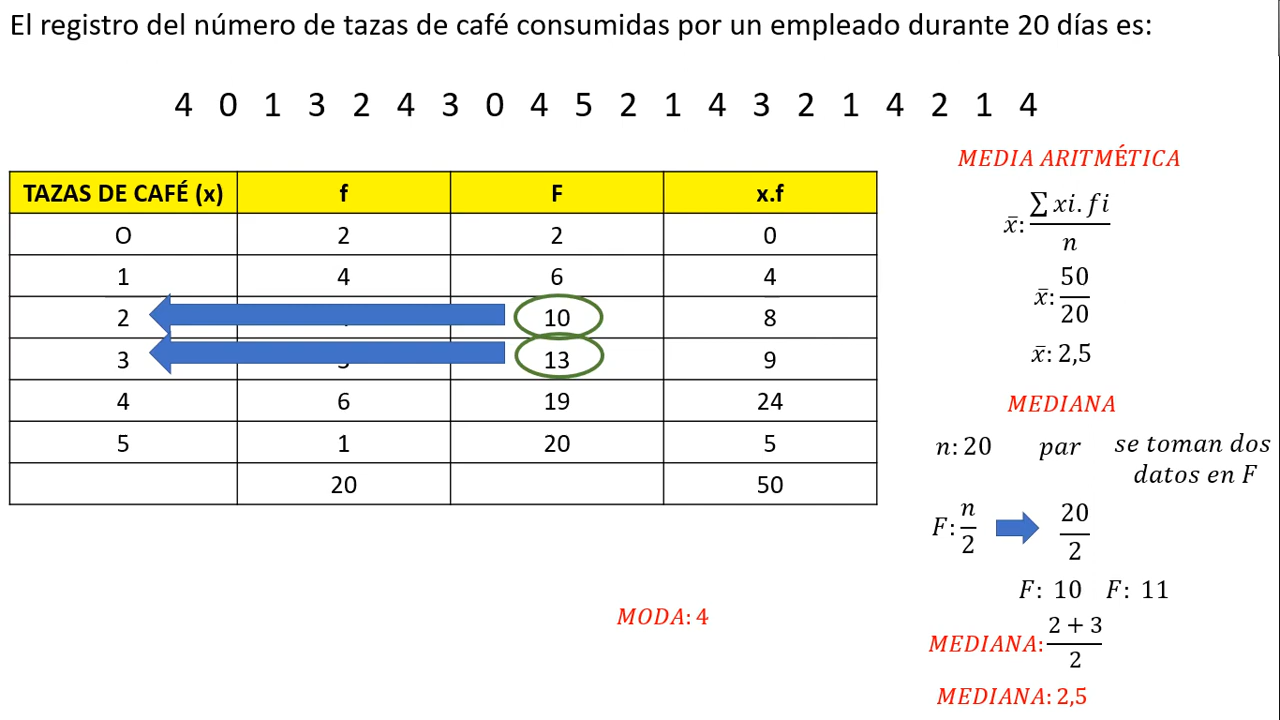 El registro del número de tazas de café consumidas por un empleado durante 20 días es:
4 0 1 3 2 4 3 0 4 5 2 1 4 3 2 1 4 2 1 4
TAZAS DE CAFÉ (x) f F x.f
O 2 2 0
1 4 6 4
2 10 8
3 13 9
4 6 19 24
5 1 20 5
20 50
MEDIA ARITMÉTICA
x̄: ∑ xi. fi / n
x̄: 50 / 20
x̄: 2,5
MEDIANA
n: 20 par se toman dos
datos en F
F: n / 2 20 / 2
F: 10 F: 11
MEDIANA: 2 + 3 / 2
MEDIANA: 2,5
MODA: 4